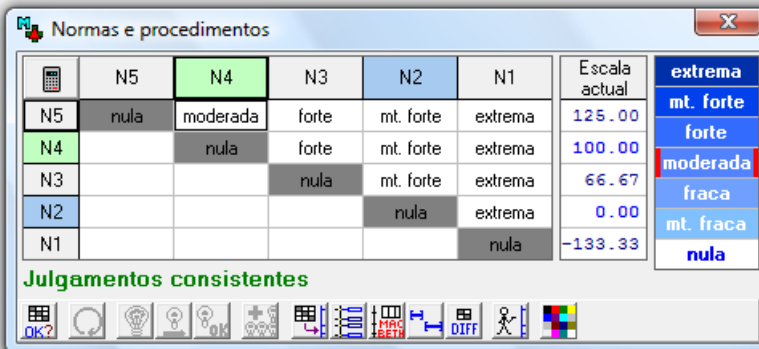 Normas e procedimentos
N5 N4 N3 N2 N1 Escala actual
N5 nula moderada forte mt. forte extrema 125.00
N4 nula forte mt. forte extrema 100.00
N3 nula mt. forte extrema 66.67
N2 nula extrema 0.00
N1 nula -133.33
extrema
mt. forte
forte
moderada
fraca
mt. fraca
nula
Julgamentos consistentes
OK? OK MAC BETH DIFF